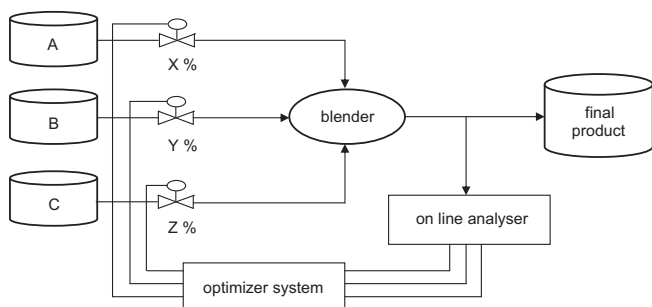 A
X %
B
Y %
blender
final
product
C
Z %
on line analyser
optimizer system